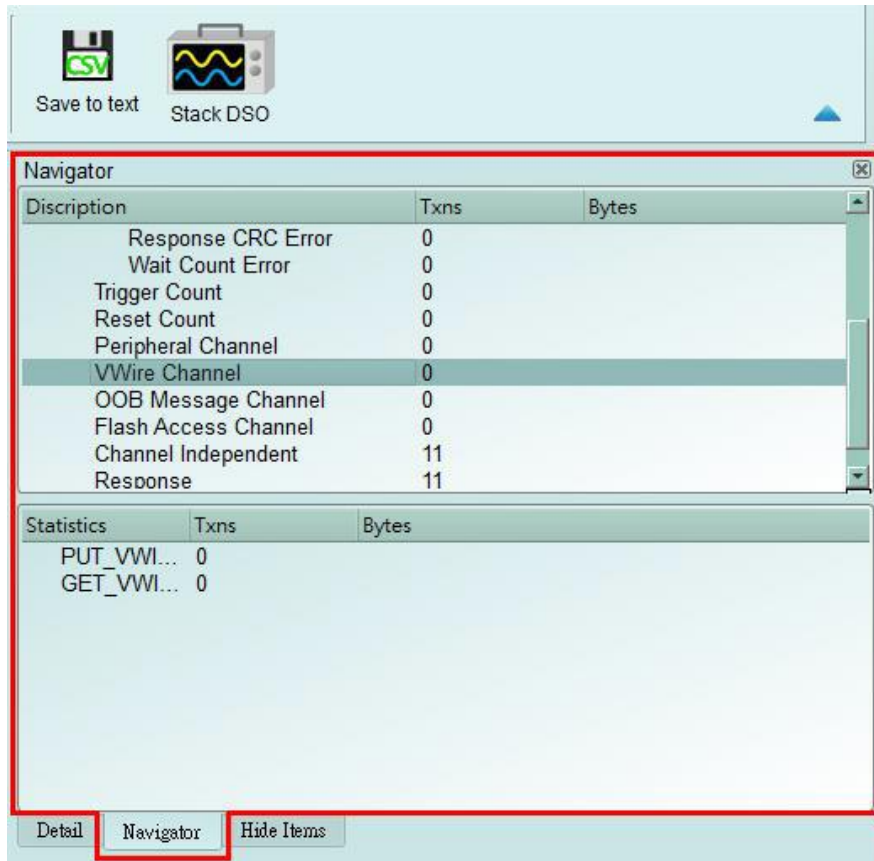 CSV
Save to text Stack DSO
Navigator
Discription Txns Bytes
Response CRC Error 0
Wait Count Error 0
Trigger Count 0
Reset Count 0
Peripheral Channel 0
VWire Channel 0
OOB Message Channel 0
Flash Access Channel 0
Channel Independent 11
Response 11
Statistics Txns Bytes
PUT_VWI... 0
GET_VWI... 0
Detail Navigator Hide Items